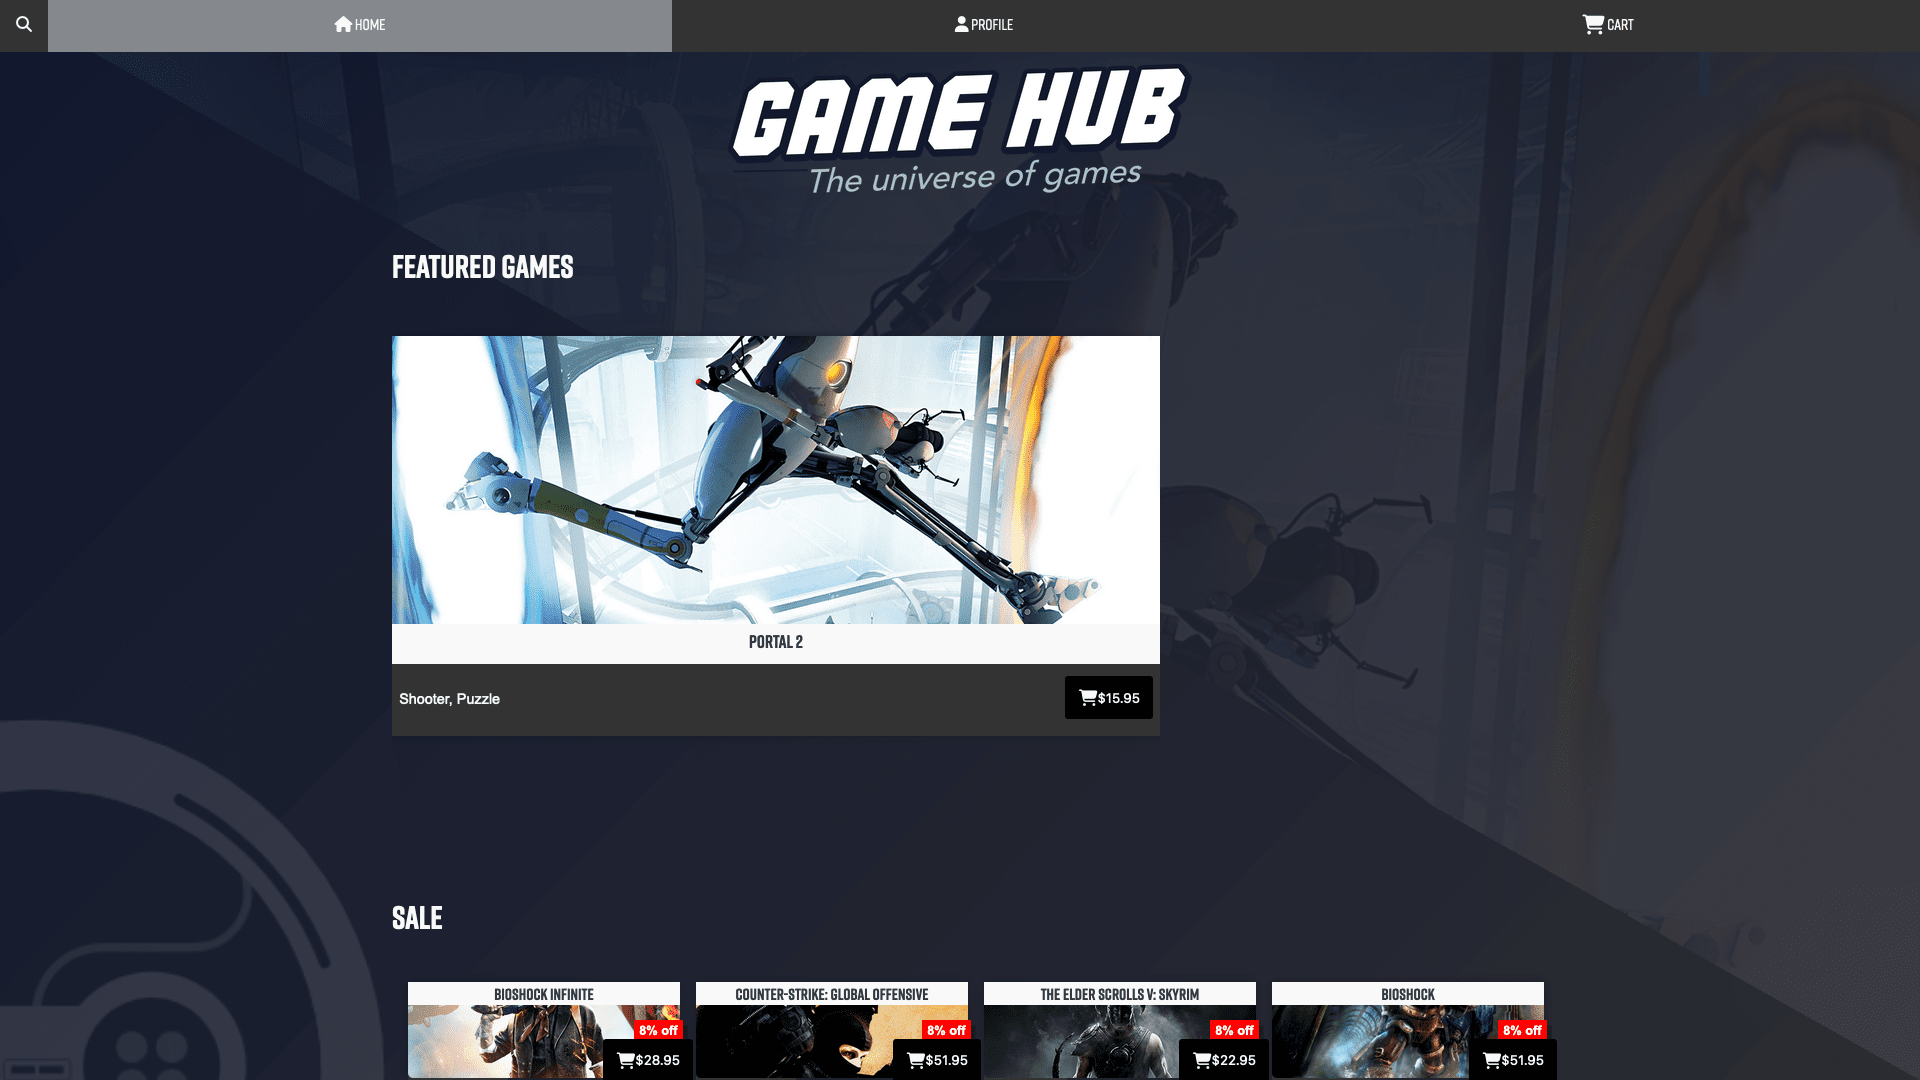 HOME
PROFILE
CART
GAME HUB
The universe of games
FEATURED GAMES
PORTAL 2
Shooter, Puzzle
$15.95
SALE
BIOSHOCK INFINITE
8% off
$28.95
COUNTER-STRIKE: GLOBAL OFFENSIVE
8% off
$51.95
THE ELDER SCROLLS V: SKYRIM
8% off
$22.95
BIOSHOCK
8% off
$51.95